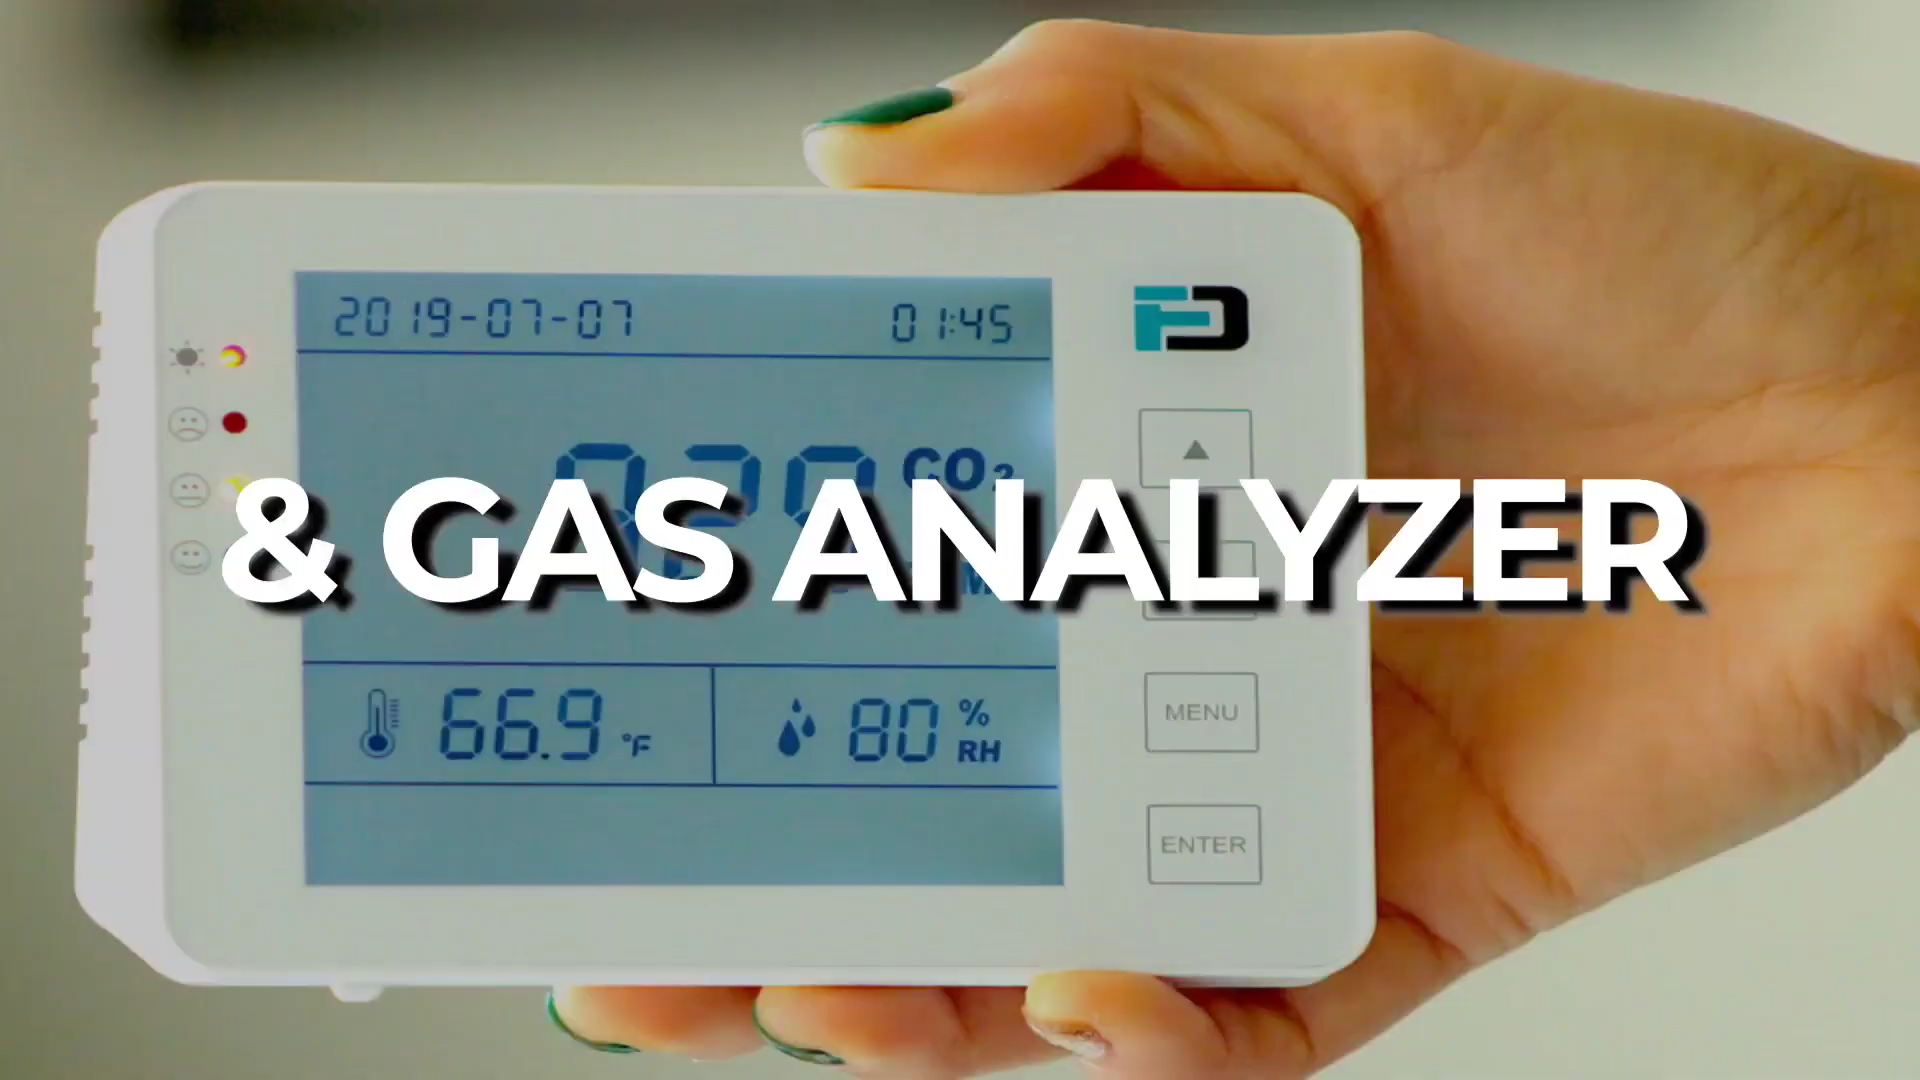 2019-07-07 01:45
CO₂
& GAS ANALYZER
66.9 °F 80 % RH
MENU
ENTER